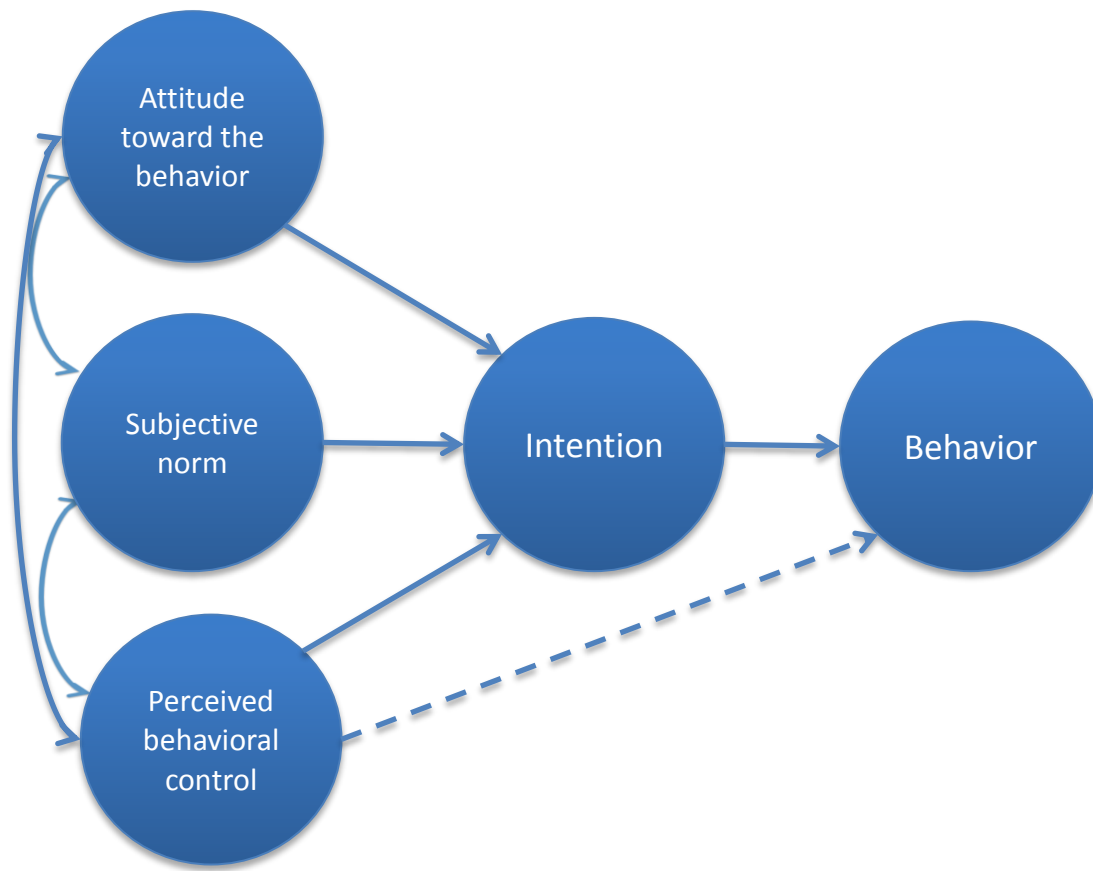 Attitude
toward the
behavior
Subjective
norm
Intention
Behavior
Perceived
behavioral
control